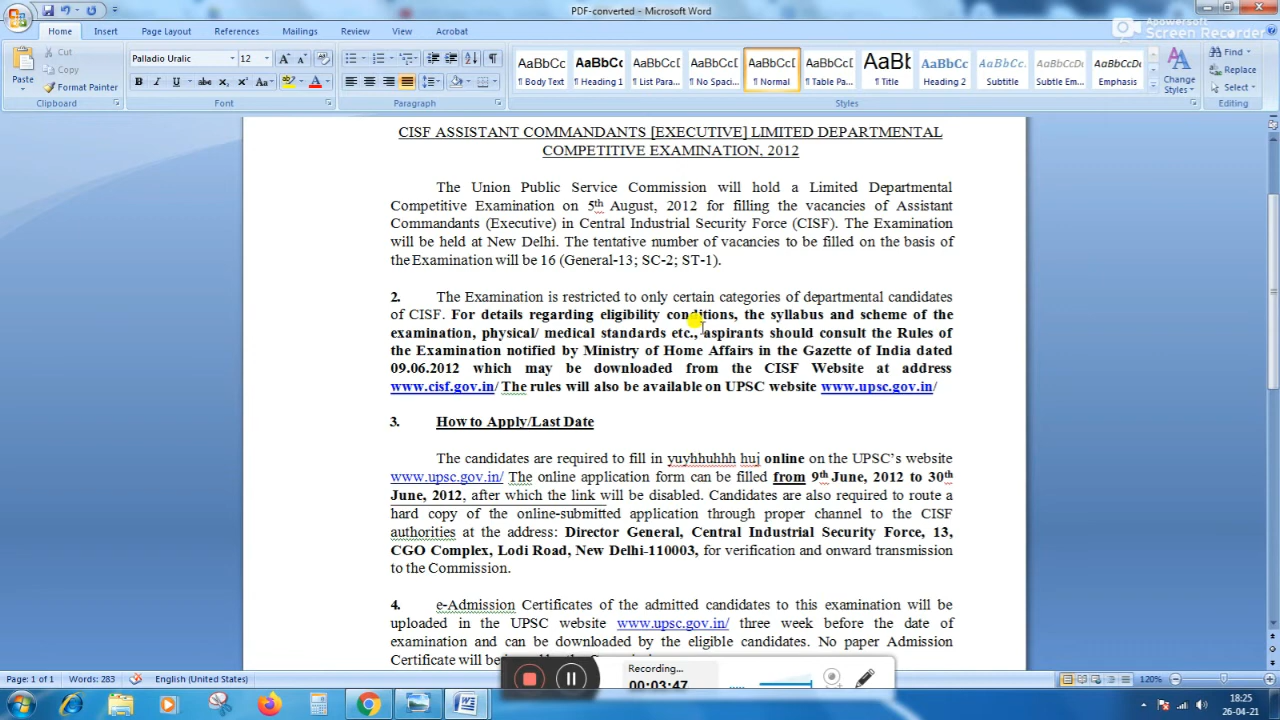 PDF-converted - Microsoft Word
Apowersoft
Screen Recorder
Home Insert Page Layout References Mailings Review View Acrobat
Paste
Cut
Copy
Format Painter
Clipboard
Palladio Uralic 12
Font
Paragraph
AaBbCc AaBbCc AaBbCcI AaBbCcI AaBbCcI AaBbCcI AaBb AaBbCc AaBbCc. AaBbCcDd AaBbCcDc
¶ Body Text ¶ Heading 1 ¶ List Para... ¶ No Spaci... ¶ Normal ¶ Table Pa... ¶ Title Heading 2 Subtitle Subtle Em... Emphasis
Change
Styles
Styles
Find
Replace
Select
Editing
CISF ASSISTANT COMMANDANTS [EXECUTIVE] LIMITED DEPARTMENTAL
COMPETITIVE EXAMINATION, 2012
The Union Public Service Commission will hold a Limited Departmental
Competitive Examination on 5th August, 2012 for filling the vacancies of Assistant
Commandants (Executive) in Central Industrial Security Force (CISF). The Examination
will be held at New Delhi. The tentative number of vacancies to be filled on the basis of
the Examination will be 16 (General-13; SC-2; ST-1).
2. The Examination is restricted to only certain categories of departmental candidates
of CISF. For details regarding eligibility conditions, the syllabus and scheme of the
examination, physical/ medical standards etc., aspirants should consult the Rules of
the Examination notified by Ministry of Home Affairs in the Gazette of India dated
09.06.2012 which may be downloaded from the CISF Website at address
www.cisf.gov.in/ The rules will also be available on UPSC website www.upsc.gov.in/
3. How to Apply/Last Date
The candidates are required to fill in yuyhhuhhh huj online on the UPSC's website
www.upsc.gov.in/ The online application form can be filled from 9th June, 2012 to 30th
June, 2012, after which the link will be disabled. Candidates are also required to route a
hard copy of the online-submitted application through proper channel to the CISF
authorities at the address: Director General, Central Industrial Security Force, 13,
CGO Complex, Lodi Road, New Delhi-110003, for verification and onward transmission
to the Commission.
4. e-Admission Certificates of the admitted candidates to this examination will be
uploaded in the UPSC website www.upsc.gov.in/ three week before the date of
examination and can be downloaded by the eligible candidates. No paper Admission
Certificate will be
Recording...
00:03:47
Page: 1 of 1 Words: 283 English (United States) 120%
18:25
26-04-21